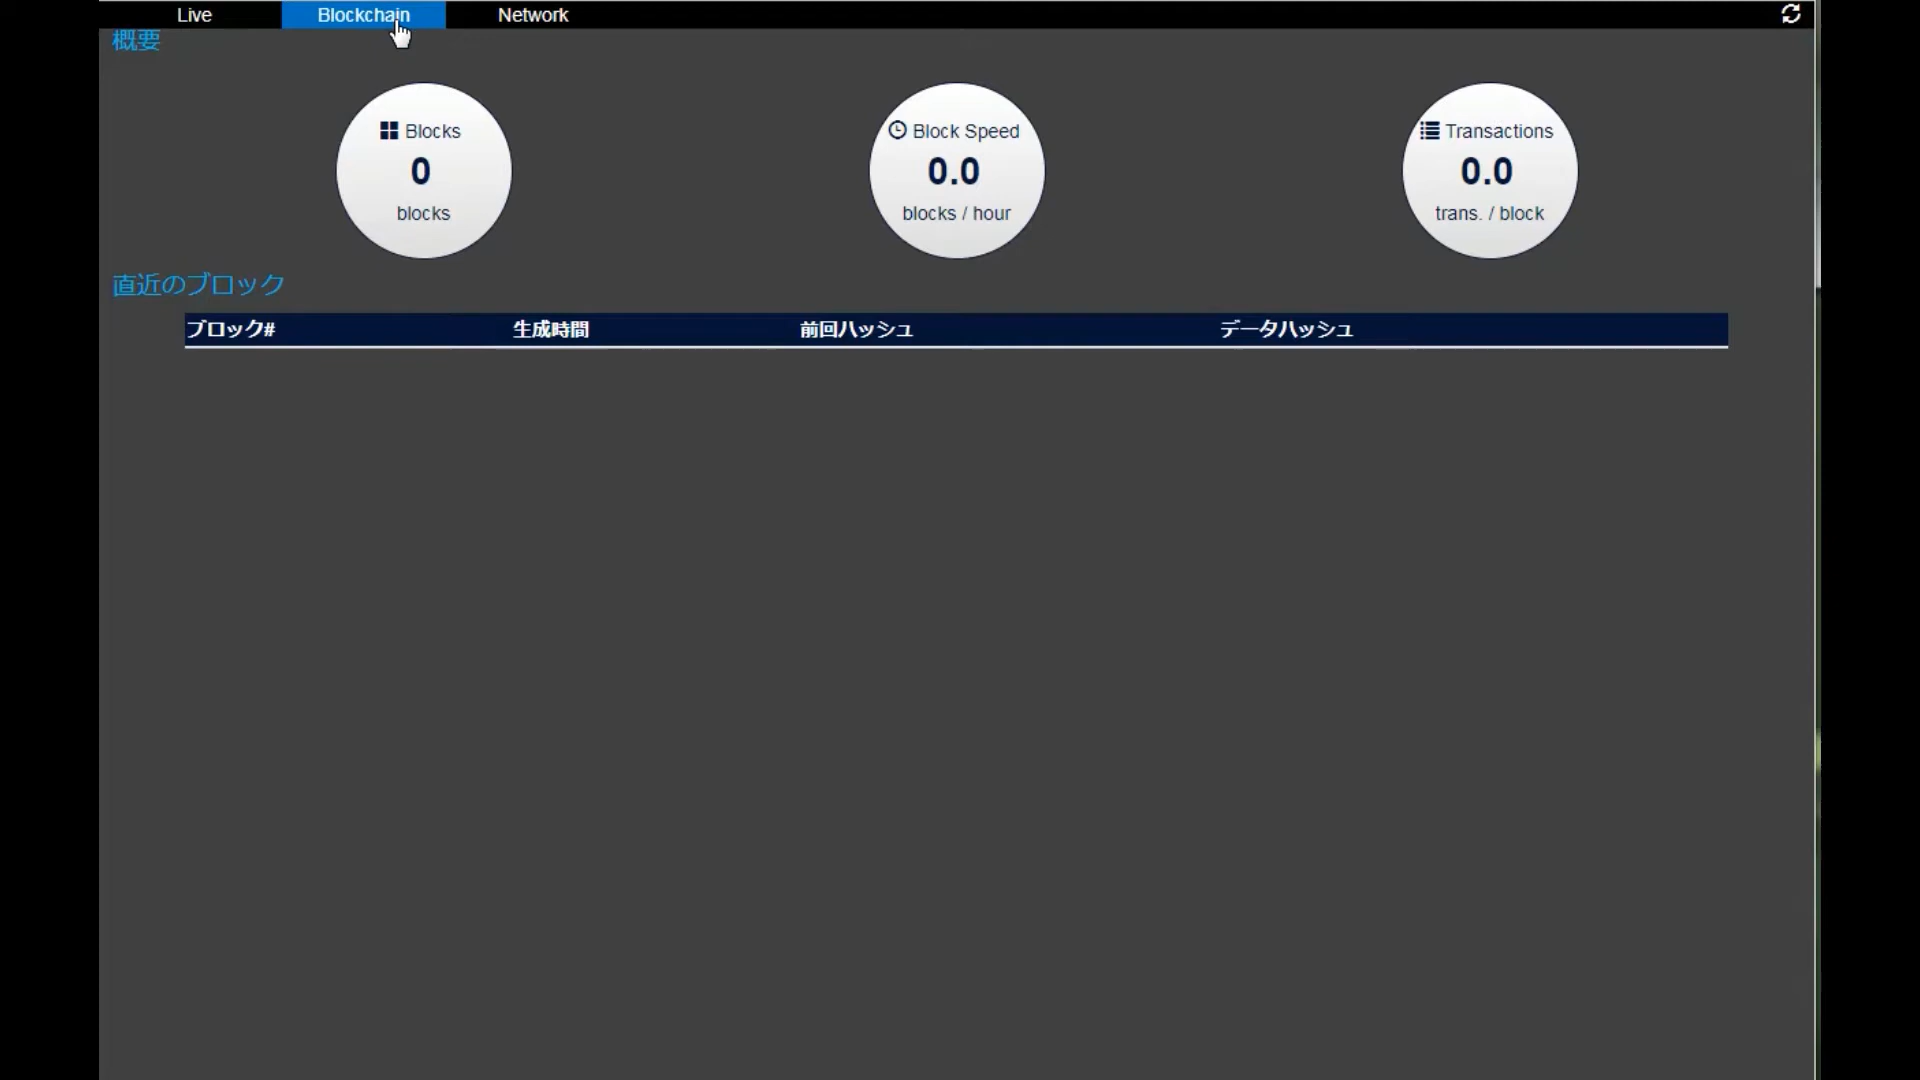 Live Blockchain Network
概要
Blocks Block Speed Transactions
0 0.0 0.0
blocks blocks / hour trans. / block
直近のブロック
ブロック# 生成時間 前回ハッシュ データハッシュ